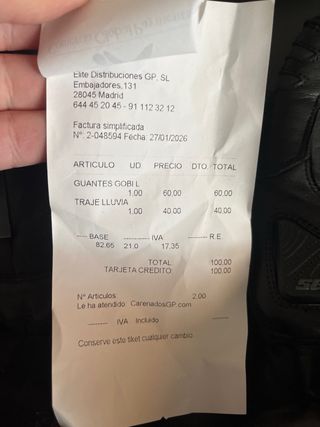 Elite Distribuciones GP, SL
Embajadores,131
28045 Madrid
644 45 20 45 - 91 112 32 12
Factura simplificada
Nº: 2-048594 Fecha: 27/01/2026
ARTICULO UD PRECIO DTO. TOTAL
GUANTES GOBI L
1.00 60,00 60,00
TRAJE LLUVIA
1.00 40,00 40,00
----- BASE ---------- IVA ---------- R.E.
82.65 21.0 17,35
TOTAL 100,00
TARJETA CREDITO 100,00
Nº Articulos: 2,00
Le ha atendido CarenadosGP.com
-------- IVA Incluido ------
Conserve este tiket cualquier cambio